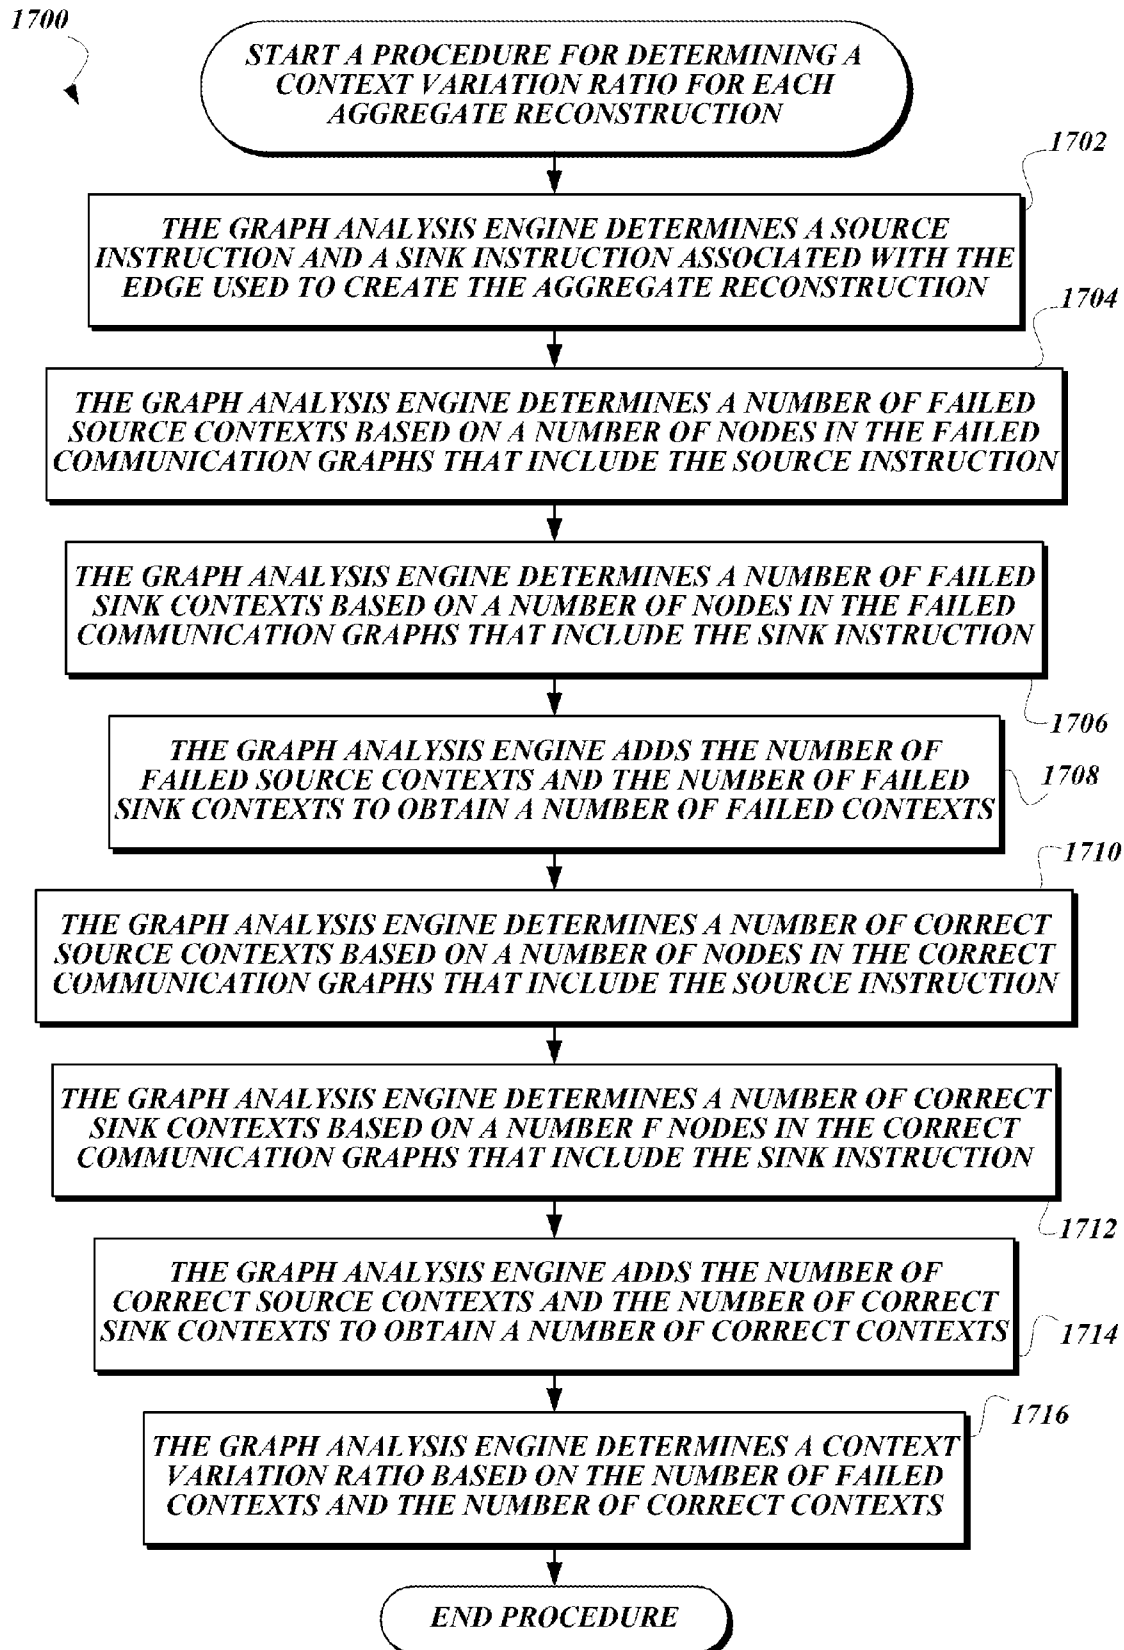 1700
START A PROCEDURE FOR DETERMINING A
CONTEXT VARIATION RATIO FOR EACH
AGGREGATE RECONSTRUCTION
1702
THE GRAPH ANALYSIS ENGINE DETERMINES A SOURCE
INSTRUCTION AND A SINK INSTRUCTION ASSOCIATED WITH THE
EDGE USED TO CREATE THE AGGREGATE RECONSTRUCTION
1704
THE GRAPH ANALYSIS ENGINE DETERMINES A NUMBER OF FAILED
SOURCE CONTEXTS BASED ON A NUMBER OF NODES IN THE FAILED
COMMUNICATION GRAPHS THAT INCLUDE THE SOURCE INSTRUCTION
THE GRAPH ANALYSIS ENGINE DETERMINES A NUMBER OF FAILED
SINK CONTEXTS BASED ON A NUMBER OF NODES IN THE FAILED
COMMUNICATION GRAPHS THAT INCLUDE THE SINK INSTRUCTION
1706
THE GRAPH ANALYSIS ENGINE ADDS THE NUMBER OF
FAILED SOURCE CONTEXTS AND THE NUMBER OF FAILED
SINK CONTEXTS TO OBTAIN A NUMBER OF FAILED CONTEXTS
1708
1710
THE GRAPH ANALYSIS ENGINE DETERMINES A NUMBER OF CORRECT
SOURCE CONTEXTS BASED ON A NUMBER OF NODES IN THE CORRECT
COMMUNICATION GRAPHS THAT INCLUDE THE SOURCE INSTRUCTION
THE GRAPH ANALYSIS ENGINE DETERMINES A NUMBER OF CORRECT
SINK CONTEXTS BASED ON A NUMBER F NODES IN THE CORRECT
COMMUNICATION GRAPHS THAT INCLUDE THE SINK INSTRUCTION
1712
THE GRAPH ANALYSIS ENGINE ADDS THE NUMBER OF
CORRECT SOURCE CONTEXTS AND THE NUMBER OF CORRECT
SINK CONTEXTS TO OBTAIN A NUMBER OF CORRECT CONTEXTS
1714
1716
THE GRAPH ANALYSIS ENGINE DETERMINES A CONTEXT
VARIATION RATIO BASED ON THE NUMBER OF FAILED
CONTEXTS AND THE NUMBER OF CORRECT CONTEXTS
END PROCEDURE